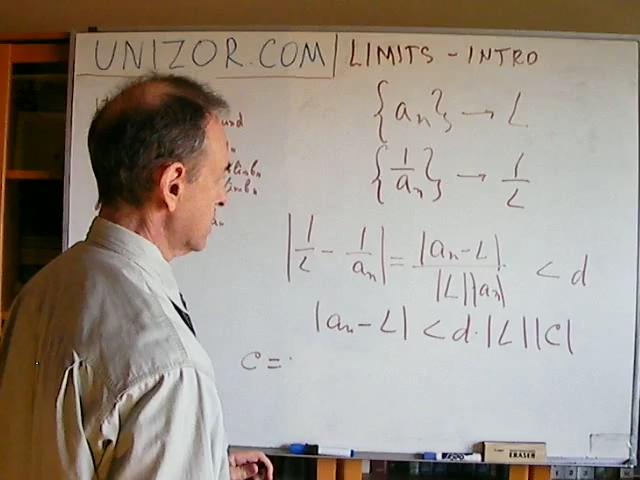 UNIZOR.COM | LIMITS - INTRO
{aₙ} → L
{1/aₙ} → 1/L
|1/L - 1/aₙ| = |aₙ-L|/|L||aₙ| < d
|aₙ-L| < d·|L||C|
C =
ERASER